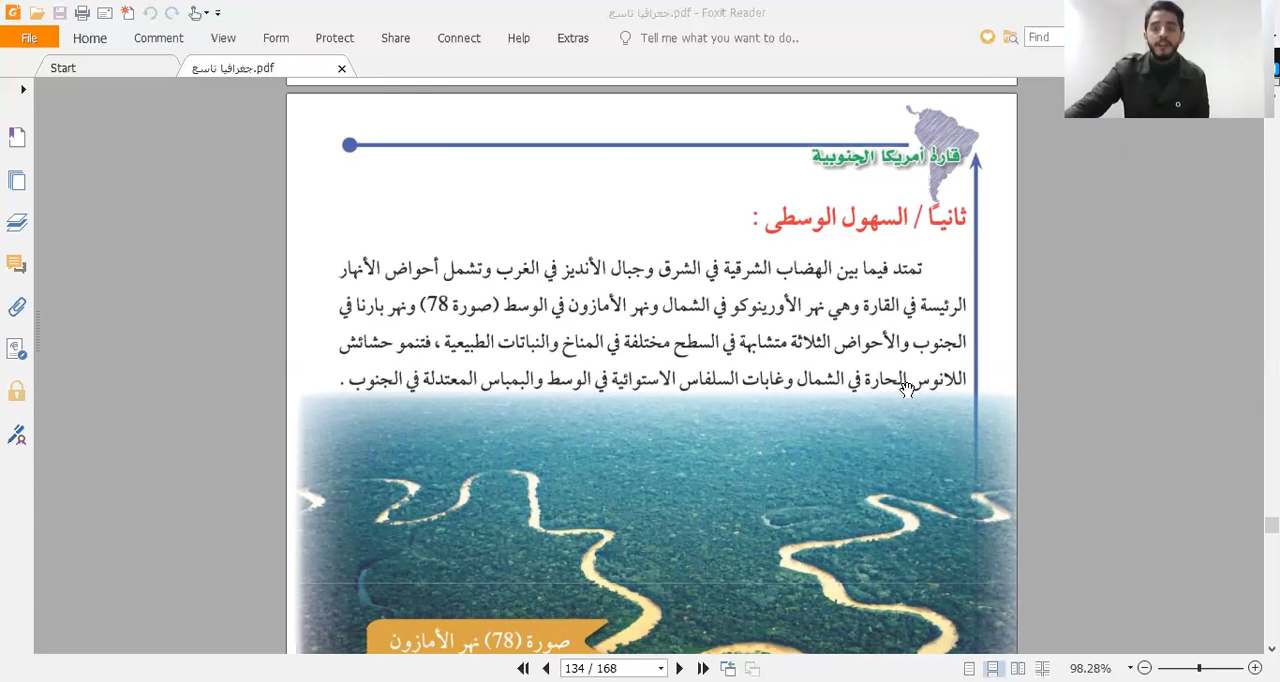 جغرافيا تاسع.pdf - Foxit Reader
File Home Comment View Form Protect Share Connect Help Extras Tell me what you want to do.. Find
Start جغرافيا تاسع.pdf
قارة أمريكا الجنوبية
ثانيًا / السهول الوسطى :
تمتد فيما بين الهضاب الشرقية في الشرق وجبال الأنديز في الغرب وتشمل أحواض الأنهار
الرئيسة في القارة وهي نهر الأورينوكو في الشمال ونهر الأمازون في الوسط (صورة 78) ونهر بارنا في
الجنوب والأحواض الثلاثة متشابهة في السطح مختلفة في المناخ والنباتات الطبيعية ، فتنمو حشائش
اللانوس الحارة في الشمال وغابات السلفاس الاستوائية في الوسط والبمباس المعتدلة في الجنوب .
صورة (78) نهر الأمازون
134 / 168 98.28%